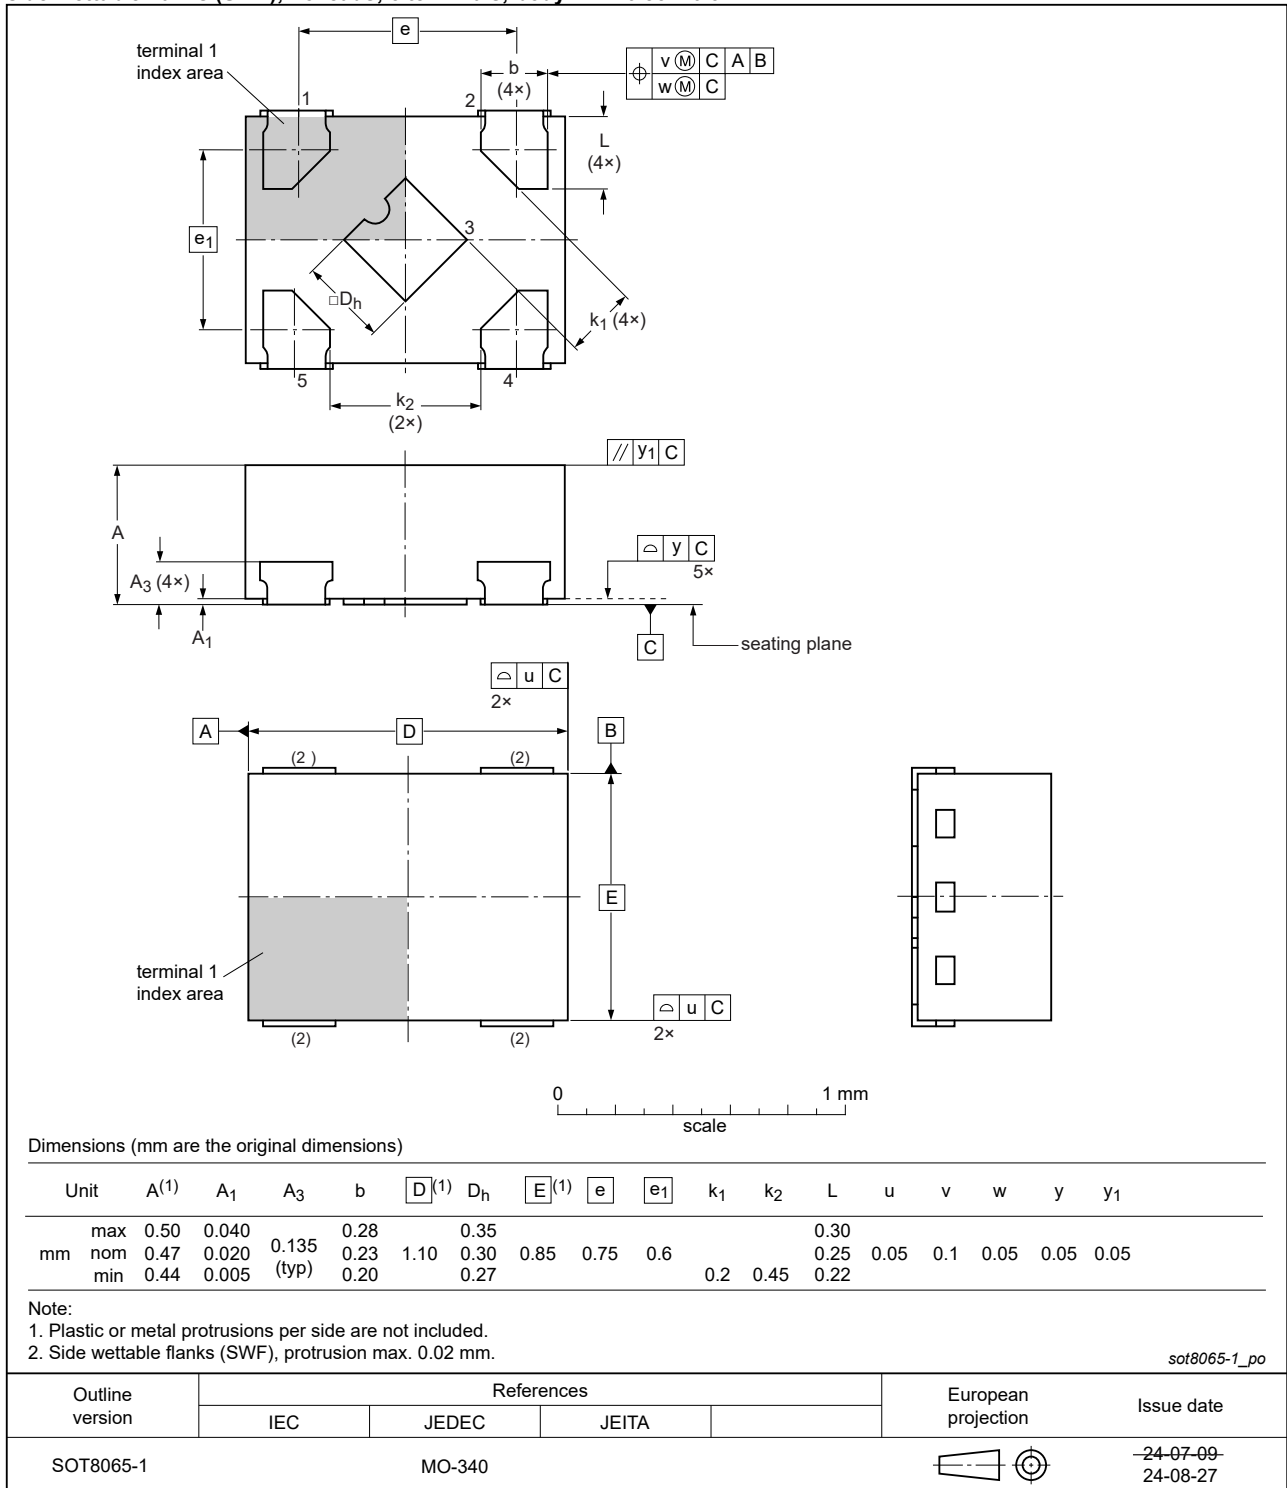 e
terminal 1
index area
b
(4×)
v Ⓜ C A B
w Ⓜ C
1
2
L
(4×)
e1
3
□Dh
k1 (4×)
5
4
k2
(2×)
// y1 C
A
y C
5×
A3 (4×)
A1
C
seating plane
u C
2×
A
D
B
(2 )
(2)
E
terminal 1
index area
u C
2×
(2)
(2)
0
1 mm
scale
Dimensions (mm are the original dimensions)
Unit A(1) A1 A3 b D(1) Dh E(1) e e1 k1 k2 L u v w y y1
max 0.50 0.040 0.28 0.35 0.30
mm nom 0.47 0.020 0.135 (typ) 0.23 1.10 0.30 0.85 0.75 0.6 0.25 0.05 0.1 0.05 0.05 0.05
min 0.44 0.005 0.20 0.27 0.2 0.45 0.22
Note:
1. Plastic or metal protrusions per side are not included.
2. Side wettable flanks (SWF), protrusion max. 0.02 mm.
sot8065-1_po
Outline version
References
European projection
Issue date
IEC JEDEC JEITA
SOT8065-1 MO-340
24-07-09
24-08-27